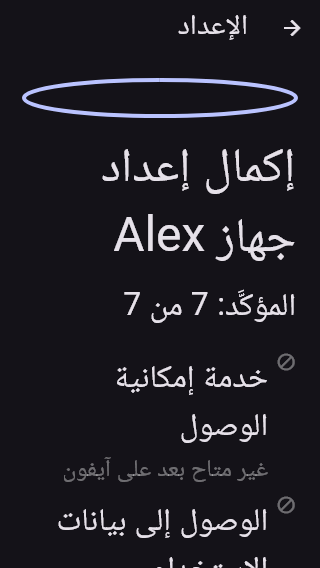 الإعداد
إكمال إعداد
جهاز Alex
المؤكَّد: 7 من 7
خدمة إمكانية
الوصول
غير متاح بعد على آيفون
الوصول إلى بيانات